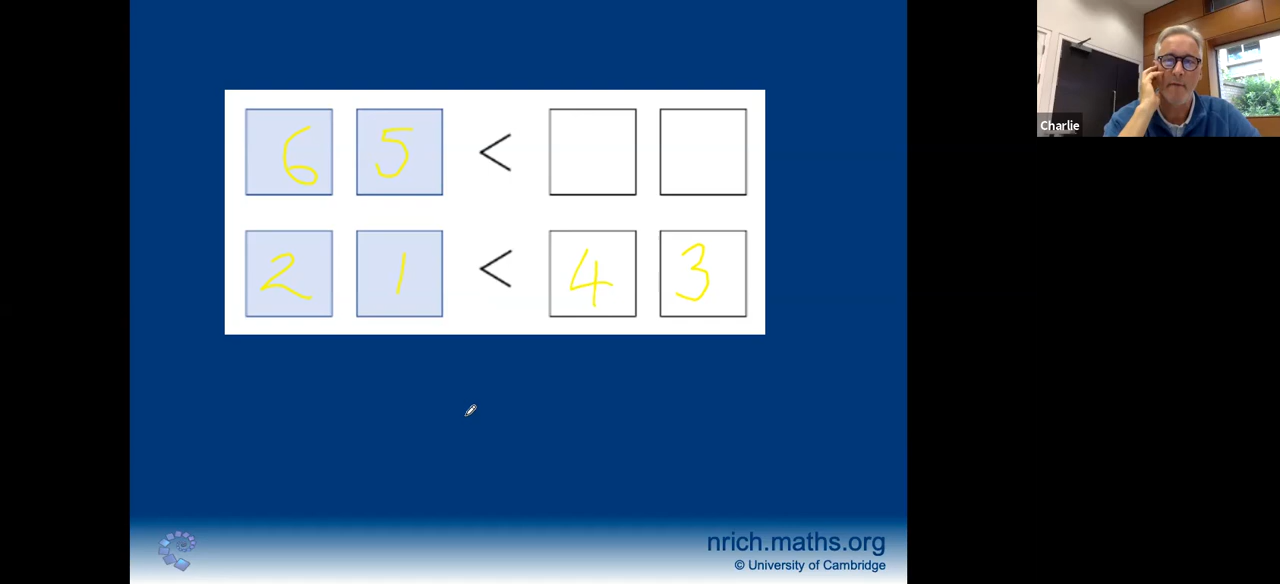 6 5 <
Charlie
2 1 < 4 3
nrich.maths.org
© University of Cambridge